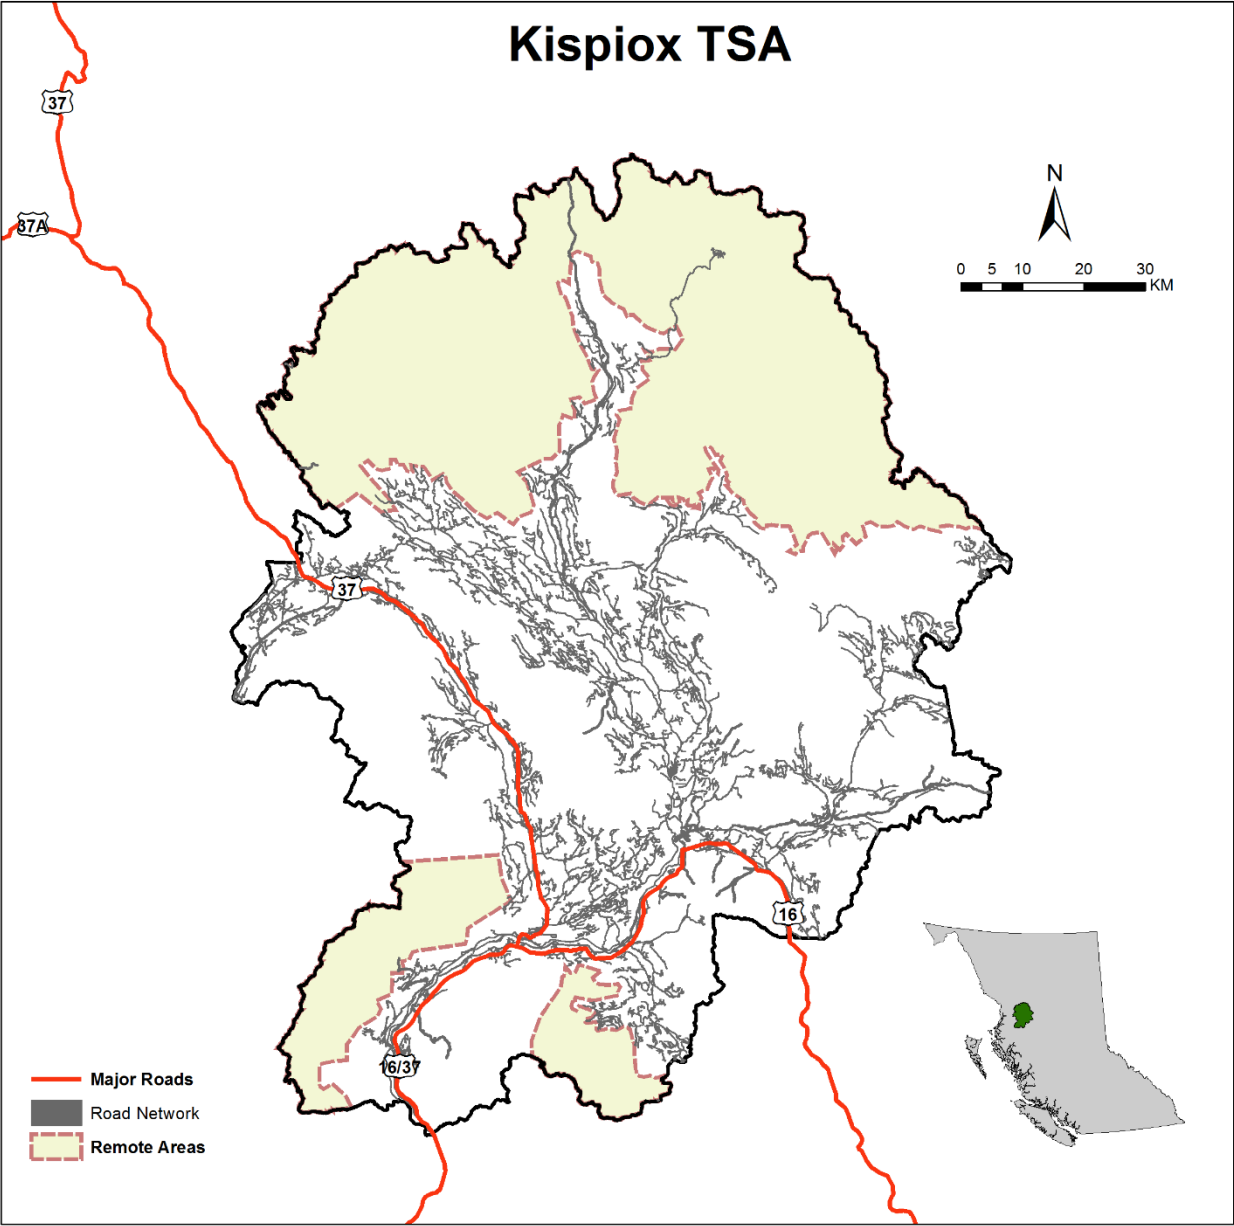 Kispiox TSA
37
37A
N
0 5 10 20 30
KM
37
16
16/37
Major Roads
Road Network
Remote Areas